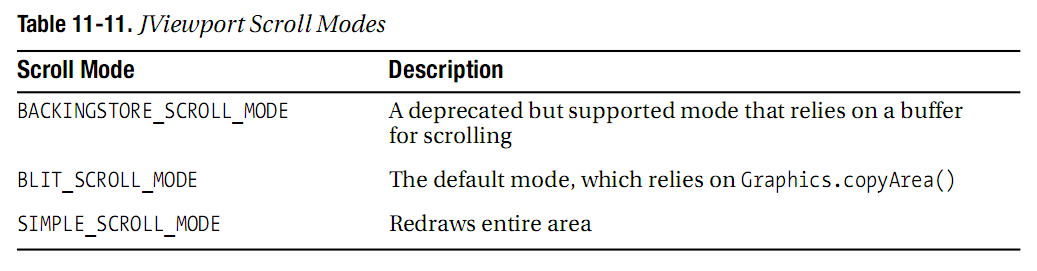 Table 11-11. JViewport Scroll Modes
Scroll Mode Description
BACKINGSTORE_SCROLL_MODE A deprecated but supported mode that relies on a buffer
for scrolling
BLIT_SCROLL_MODE The default mode, which relies on Graphics.copyArea()
SIMPLE_SCROLL_MODE Redraws entire area